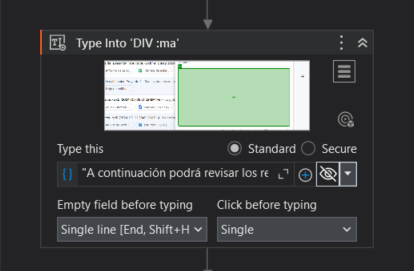 Type Into 'DIV :ma'
Type this
Standard
Secure
"A continuación podrá revisar los re
Empty field before typing
Click before typing
Single line [End, Shift+H
Single